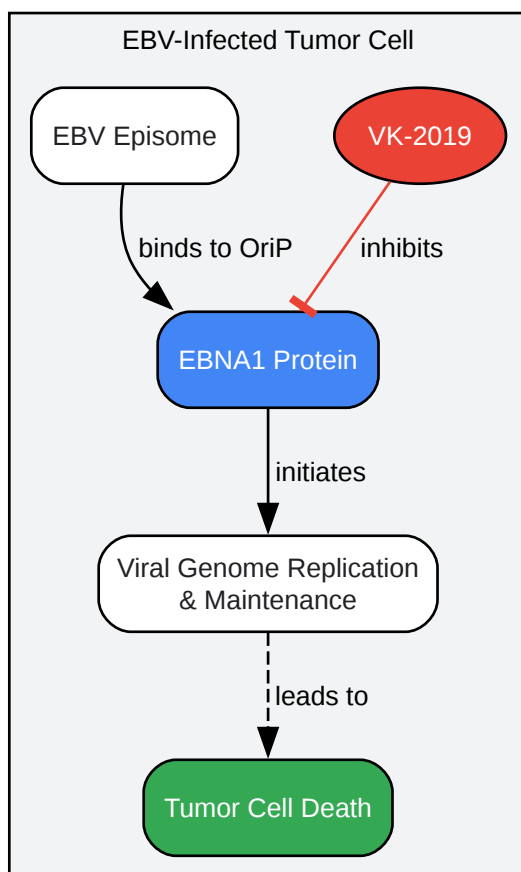 EBV-Infected Tumor Cell
EBV Episome
VK-2019
binds to OriP
inhibits
EBNA1 Protein
initiates
Viral Genome Replication
& Maintenance
leads to
Tumor Cell Death